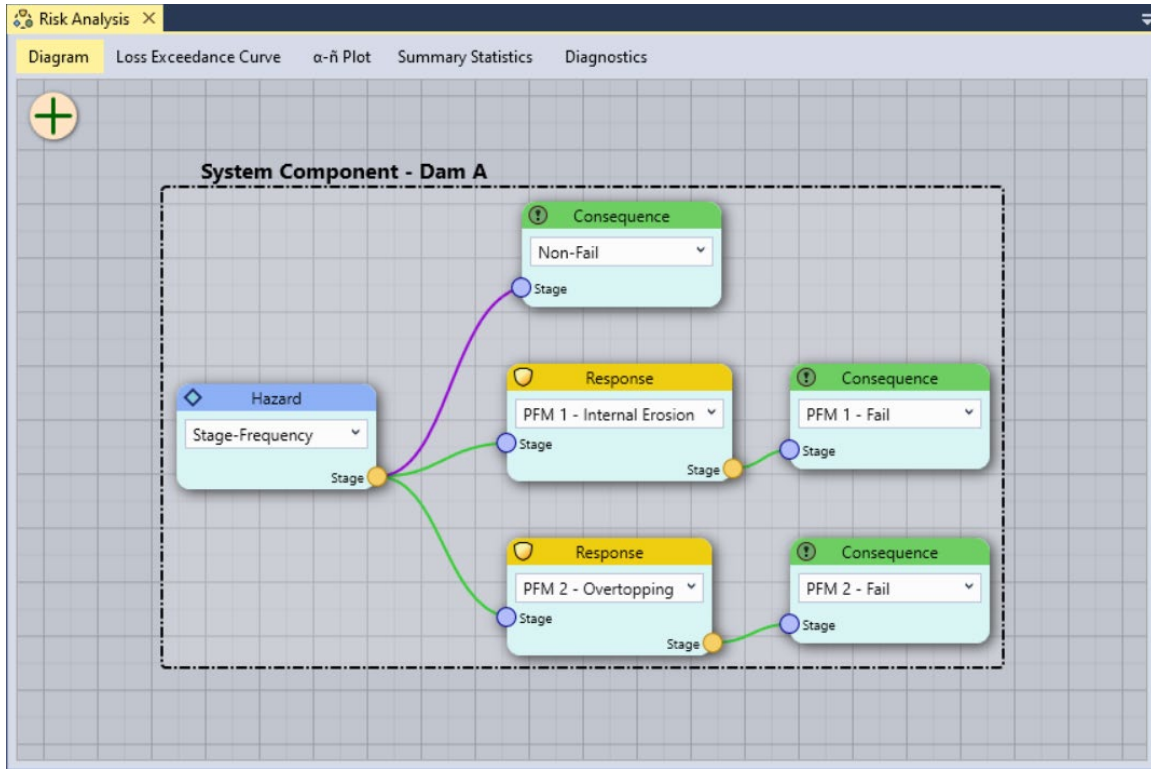 Risk Analysis
Diagram Loss Exceedance Curve α-ñ Plot Summary Statistics Diagnostics
System Component - Dam A
Consequence
Non-Fail
Stage
Hazard
Stage-Frequency
Stage
Response
PFM 1 - Internal Erosion
Stage
Stage
Consequence
PFM 1 - Fail
Stage
Response
PFM 2 - Overtopping
Stage
Stage
Consequence
PFM 2 - Fail
Stage